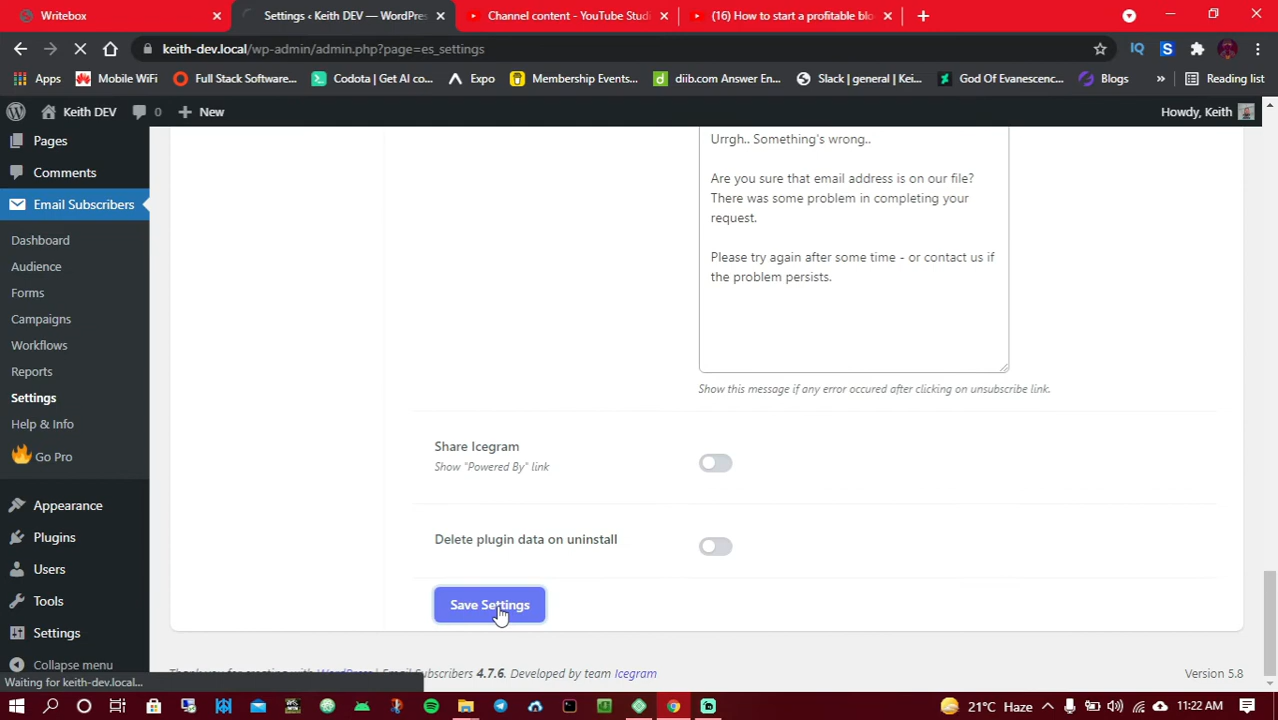 Writebox
Settings ‹ Keith DEV — WordPres
Channel content - YouTube Studi
(16) How to start a profitable blo
keith-dev.local/wp-admin/admin.php?page=es_settings
Apps
Mobile WiFi
Full Stack Software...
Codota | Get AI co...
Expo
Membership Events...
diib.com Answer En...
Slack | general | Kei...
God Of Evanescenc...
Blogs
»
Reading list
Keith DEV
0
New
Howdy, Keith
Pages
Comments
Email Subscribers
Dashboard
Audience
Forms
Campaigns
Workflows
Reports
Settings
Help & Info
Go Pro
Appearance
Plugins
Users
Tools
Settings
Collapse menu
Urrgh.. Something's wrong..
Are you sure that email address is on our file?
There was some problem in completing your
request.
Please try again after some time - or contact us if
the problem persists.
Show this message if any error occured after clicking on unsubscribe link.
Share Icegram
Show "Powered By" link
Delete plugin data on uninstall
Save Settings
Thank you for creating with WordPress | Email Subscribers 4.7.6. Developed by team Icegram
Version 5.8
Waiting for keith-dev.local...
21°C Haze
11:22 AM